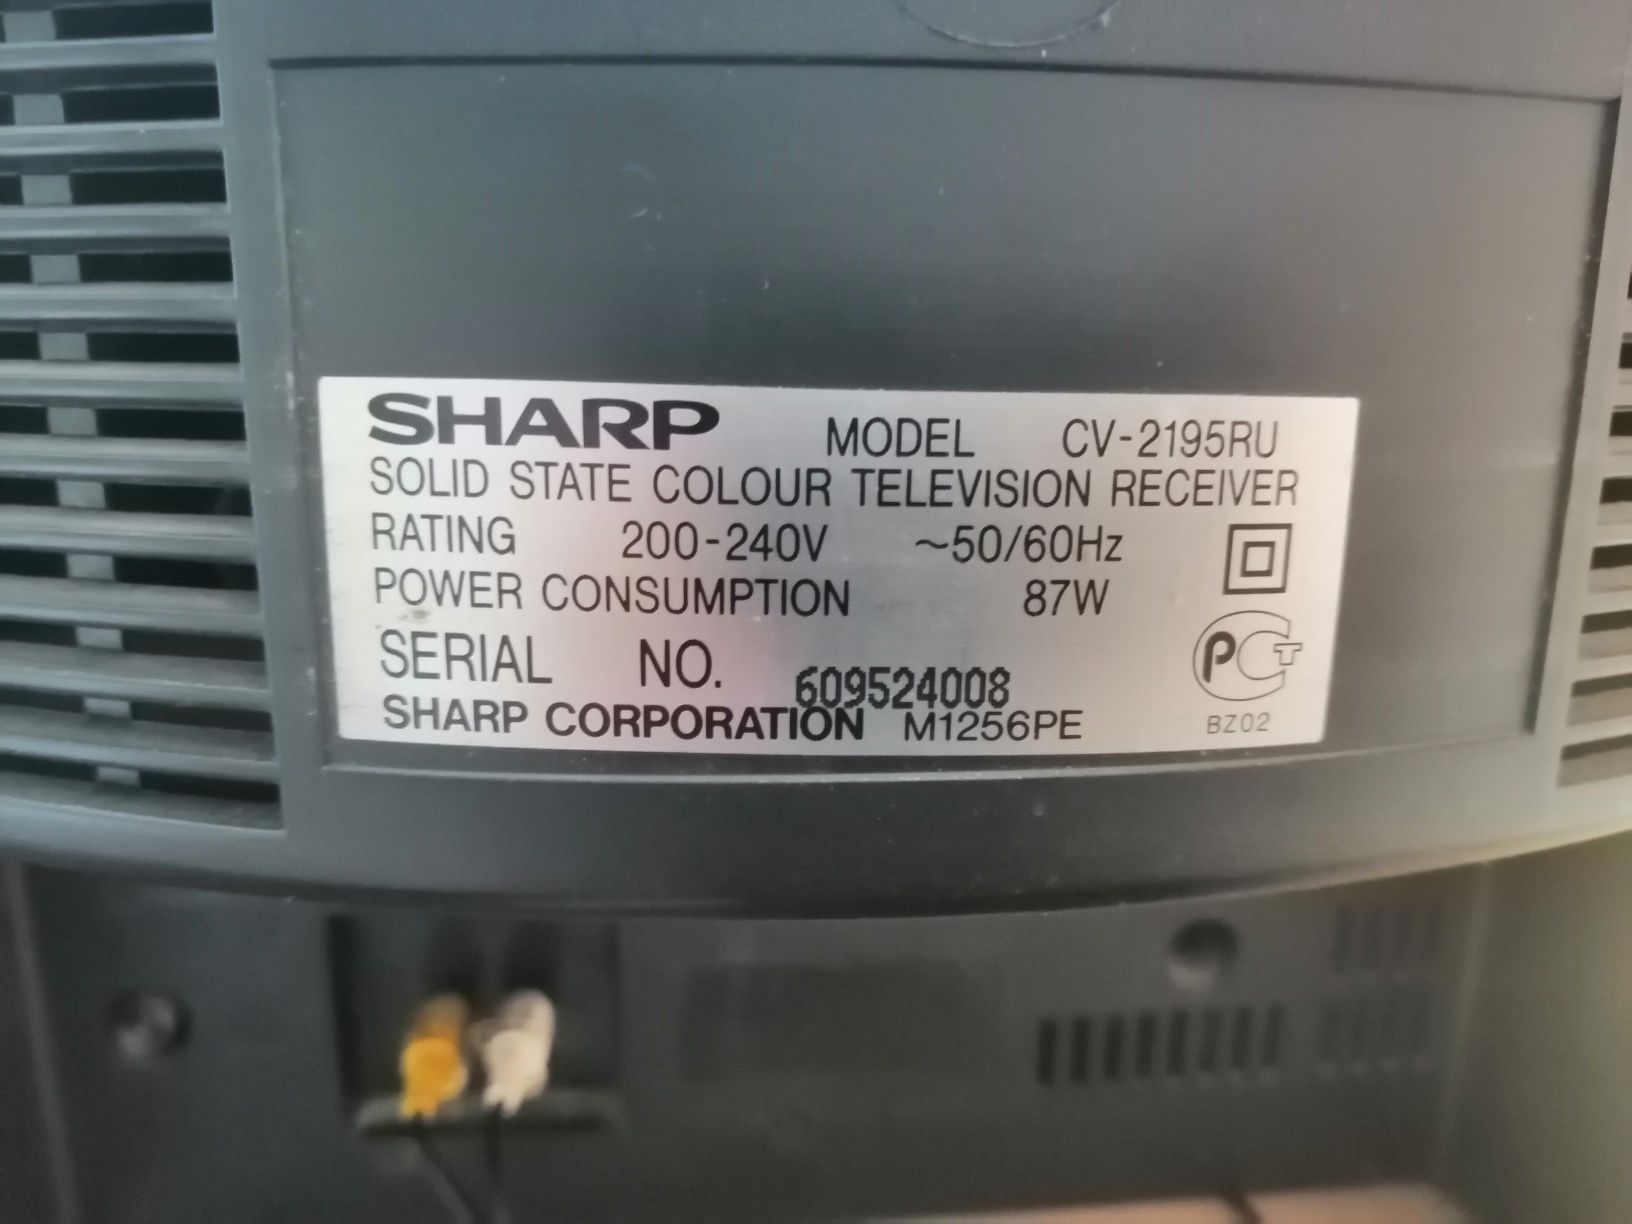 SHARP MODEL CV-2195RU
SOLID STATE COLOUR TELEVISION RECEIVER
RATING 200-240V ~50/60Hz
POWER CONSUMPTION 87W
SERIAL NO. 609524008
SHARP CORPORATION M1256PE
РСТ
BZ02